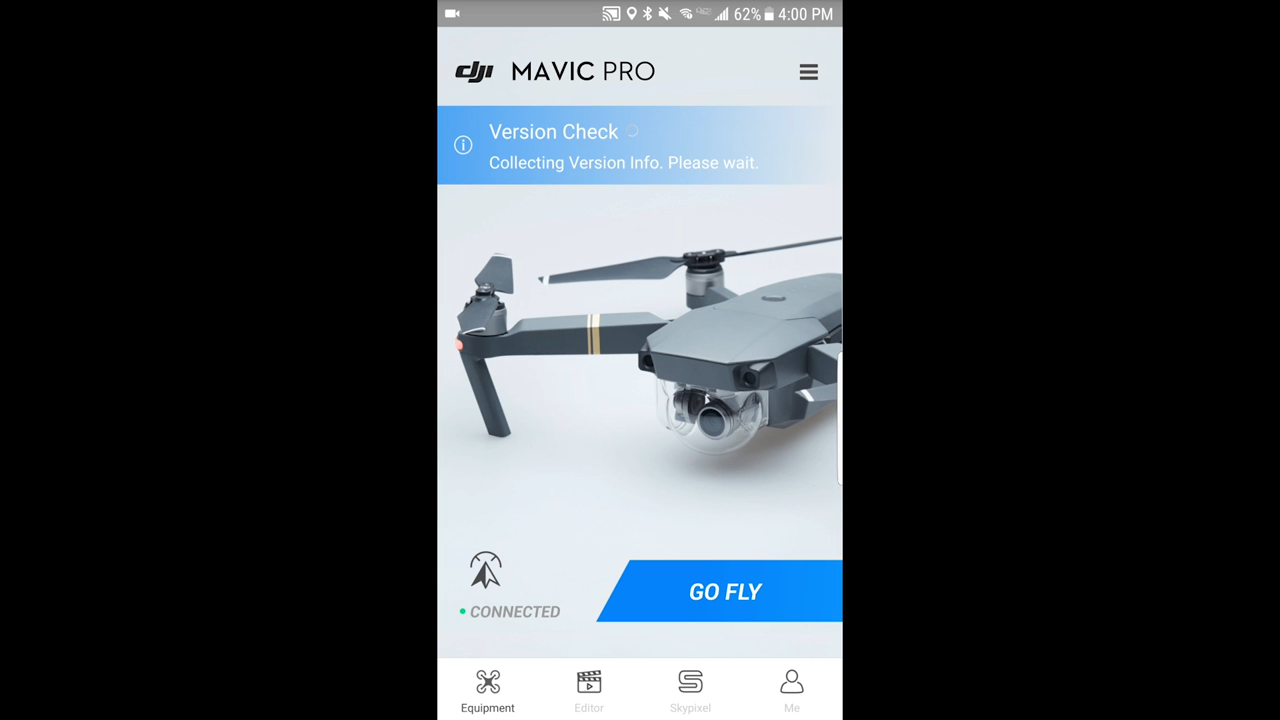 62% 4:00 PM
dji MAVIC PRO
Version Check
Collecting Version Info. Please wait.
CONNECTED
GO FLY
Equipment Editor Skypixel Me